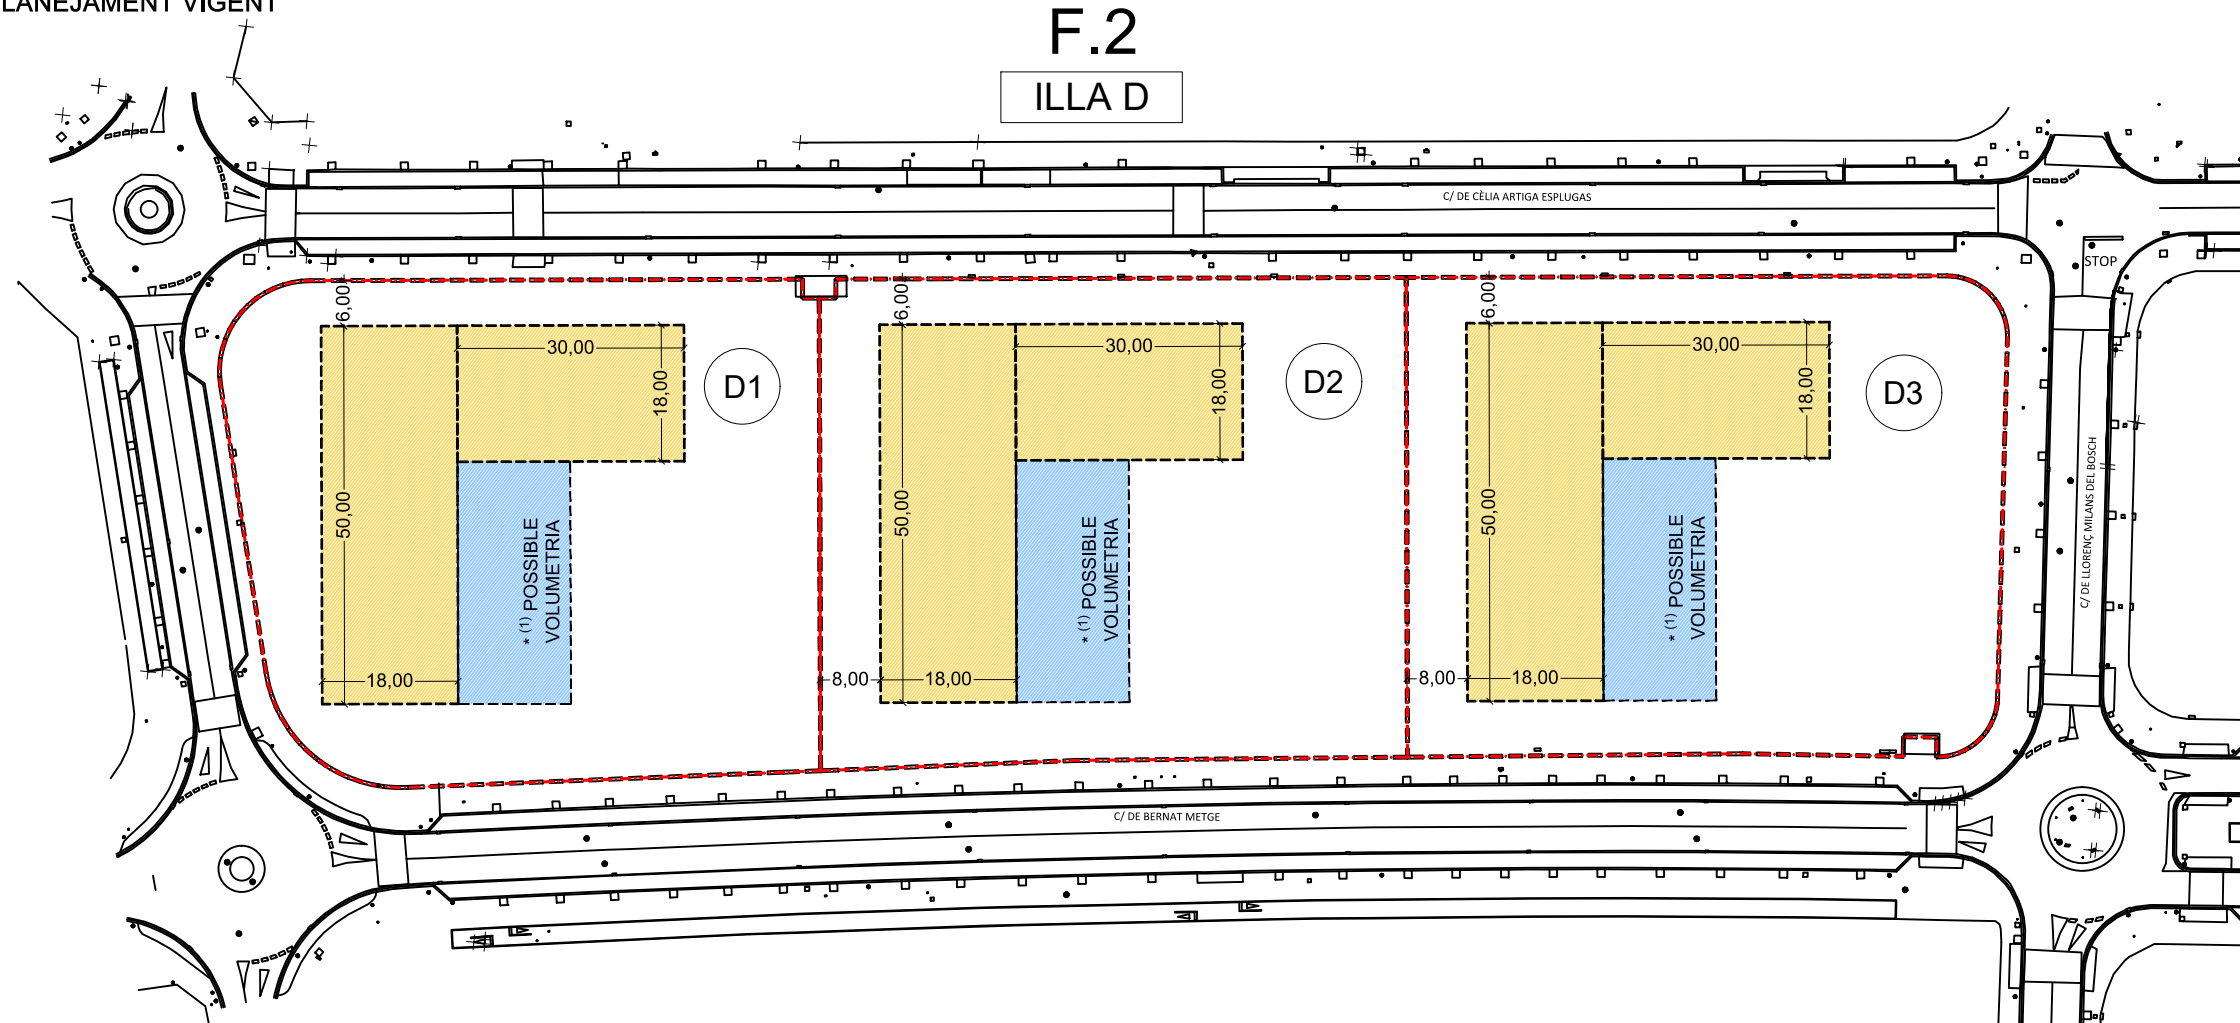 LANEJAMENT VIGENT
F.2
ILLA D
C/ DE CÈLIA ARTIGA ESPLUGAS
STOP
6,00
6,00
6,00
30,00
30,00
30,00
18,00
18,00
18,00
D1
D2
D3
50,00
50,00
50,00
* (1) POSSIBLE
VOLUMETRIA
* (1) POSSIBLE
VOLUMETRIA
* (1) POSSIBLE
VOLUMETRIA
C/ DE LLORENÇ MILANS DEL BOSCH
18,00
8,00
18,00
8,00
18,00
C/ DE BERNAT METGE